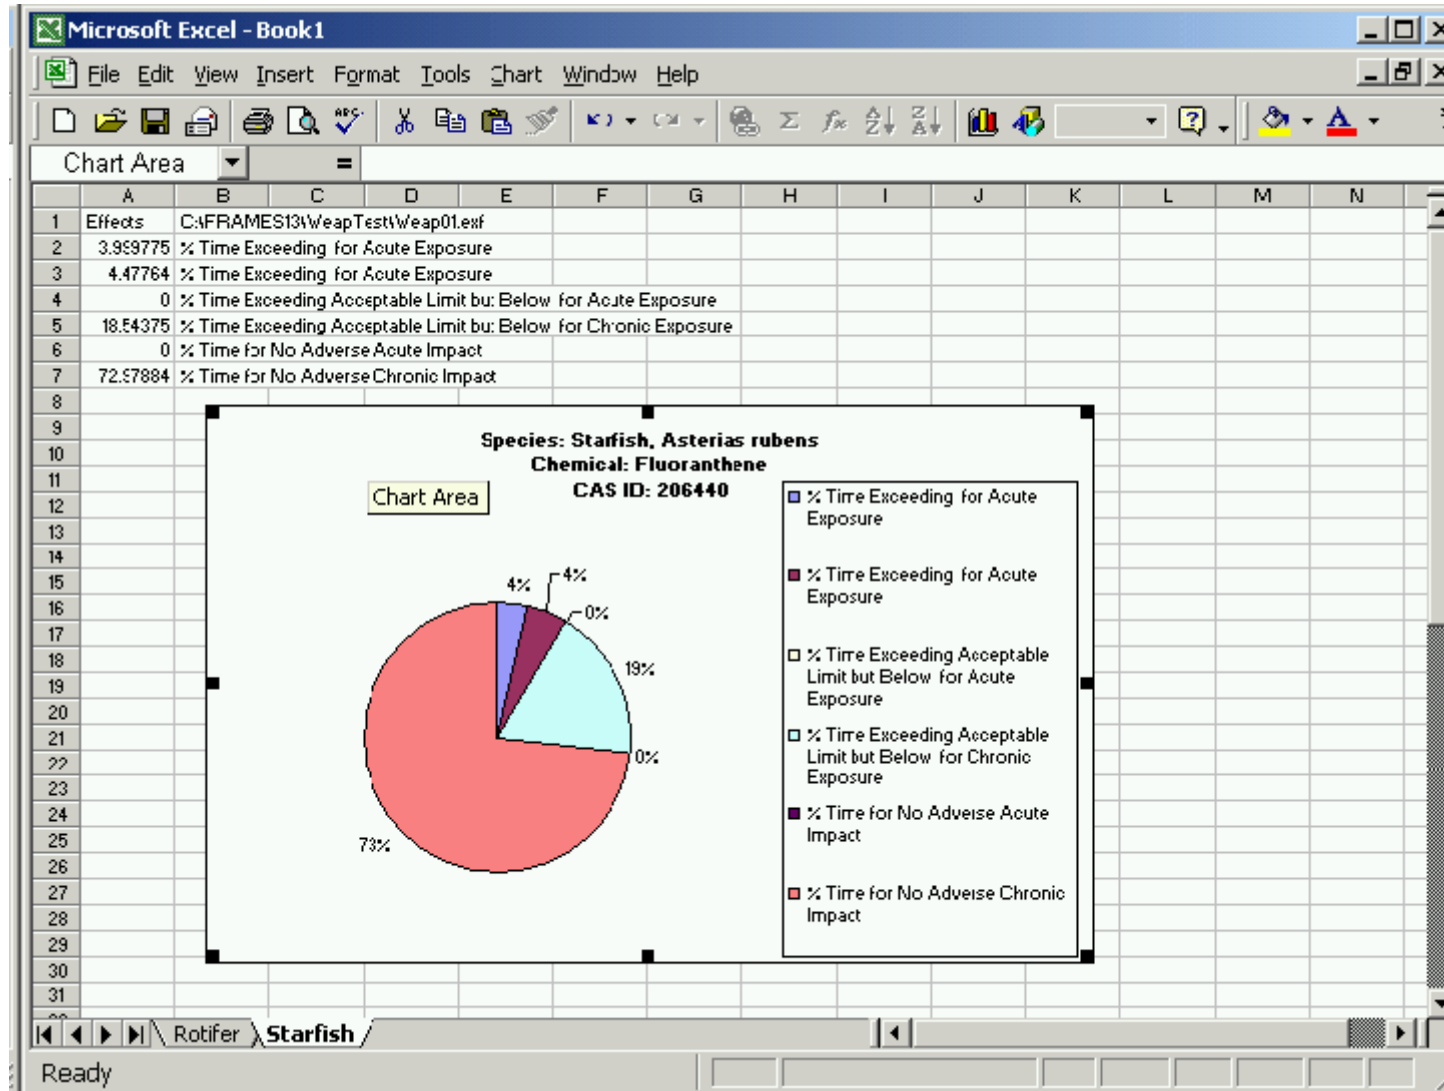 Microsoft Excel - Book1
File Edit View Insert Format Tools Chart Window Help
Chart Area =
A B C D E F G H I J K L M N
1 Effects C:\FRAMES13\WeapTest\Weap01.exf
2 3.999775 % Time Exceeding for Acute Exposure
3 4.47764 % Time Exceeding for Acute Exposure
4 0 % Time Exceeding Acceptable Limit but Below for Acute Exposure
5 18.54375 % Time Exceeding Acceptable Limit but Below for Chronic Exposure
6 0 % Time for No Adverse Acute Impact
7 72.97884 % Time for No Adverse Chronic Impact
8
9
10
11
12
13
14
15
16
17
18
19
20
21
22
23
24
25
26
27
28
29
30
31
Species: Starfish, Asterias rubens
Chemical: Fluoranthene
CAS ID: 206440
Chart Area
4%
4%
0%
19%
0%
73%
% Time Exceeding for Acute
Exposure
% Time Exceeding for Acute
Exposure
% Time Exceeding Acceptable
Limit but Below for Acute
Exposure
% Time Exceeding Acceptable
Limit but Below for Chronic
Exposure
% Time for No Adverse Acute
Impact
% Time for No Adverse Chronic
Impact
Rotifer Starfish
Ready